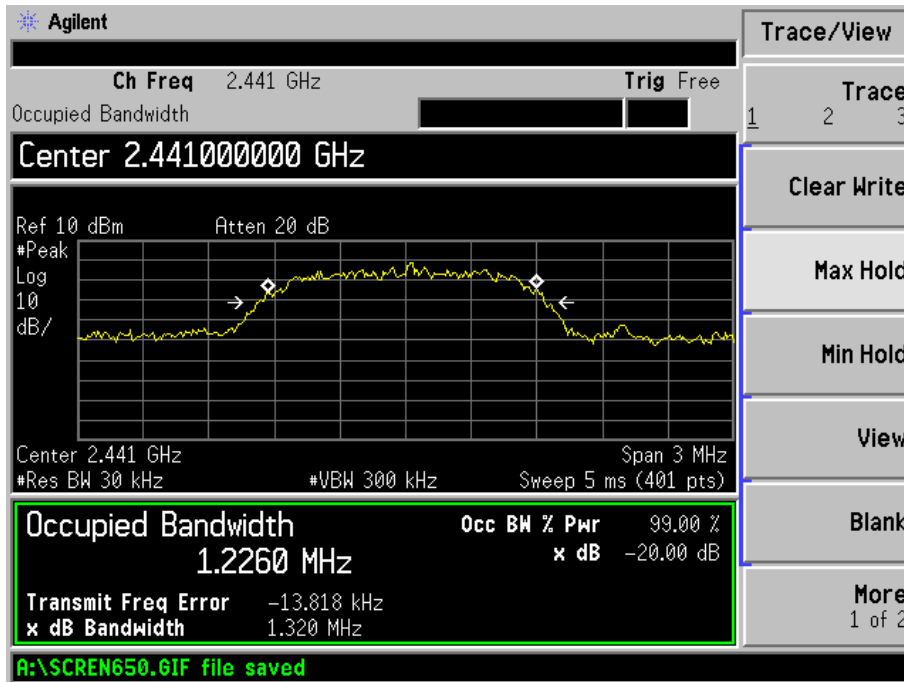 Agilent
Ch Freq 2.441 GHz Trig Free
Occupied Bandwidth
Center 2.441000000 GHz
Ref 10 dBm Atten 20 dB
#Peak
Log
10
dB/
Center 2.441 GHz Span 3 MHz
#Res BW 30 kHz #VBW 300 kHz Sweep 5 ms (401 pts)
Occupied Bandwidth Occ BW % Pwr 99.00 %
1.2260 MHz x dB -20.00 dB
Transmit Freq Error -13.818 kHz
x dB Bandwidth 1.320 MHz
A:\SCREN650.GIF file saved
Trace/View
Trace
1 2 3
Clear Write
Max Hold
Min Hold
View
Blank
More
1 of 2